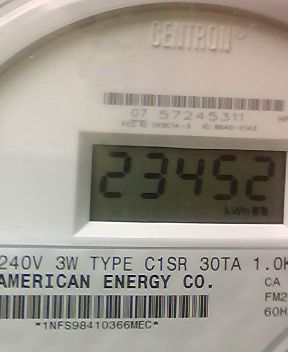 CENTRON®
07 57245311
23452
kWh
240V 3W TYPE C1SR 30TA 1.0K
AMERICAN ENERGY CO.
CA
FM2
60H
*1NFS98410366MEC*